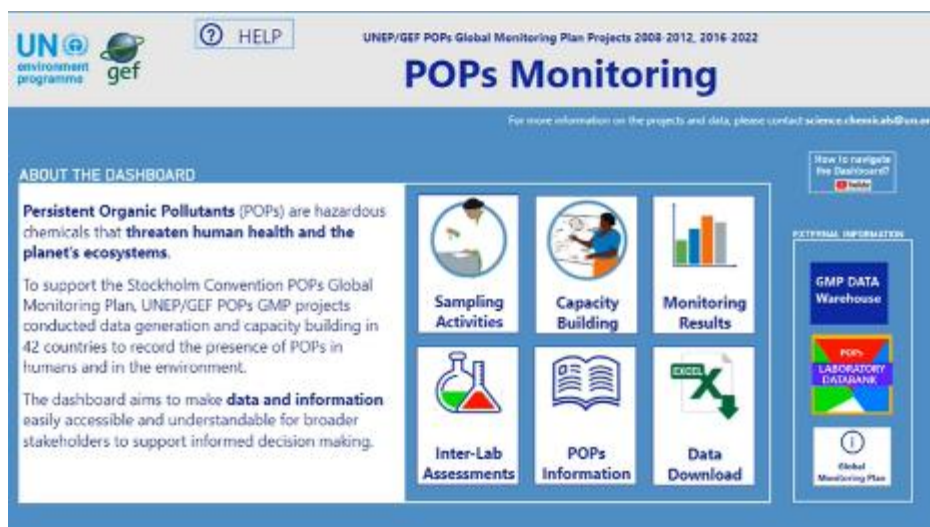 UN
environment
programme
gef
? HELP
UNEP/GEF POPs Global Monitoring Plan Projects 2008-2012, 2016-2022
POPs Monitoring
For more information on the projects and data, please contact science.chemicals@un.
ABOUT THE DASHBOARD
Persistent Organic Pollutants (POPs) are hazardous
chemicals that threaten human health and the
planet's ecosystems.
To support the Stockholm Convention POPs Global
Monitoring Plan, UNEP/GEF POPs GMP projects
conducted data generation and capacity building in
42 countries to record the presence of POPs in
humans and in the environment.
The dashboard aims to make data and information
easily accessible and understandable for broader
stakeholders to support informed decision making.
Sampling
Activities
Capacity
Building
Monitoring
Results
Inter-Lab
Assessments
POPs
Information
EXCEL
X
Data
Download
How to navigate
the Dashboard?
YouTube
EXTERNAL INFORMATION
GMP DATA
Warehouse
POPs
LABORATORY
DATABANK
i
Global
Monitoring Plan